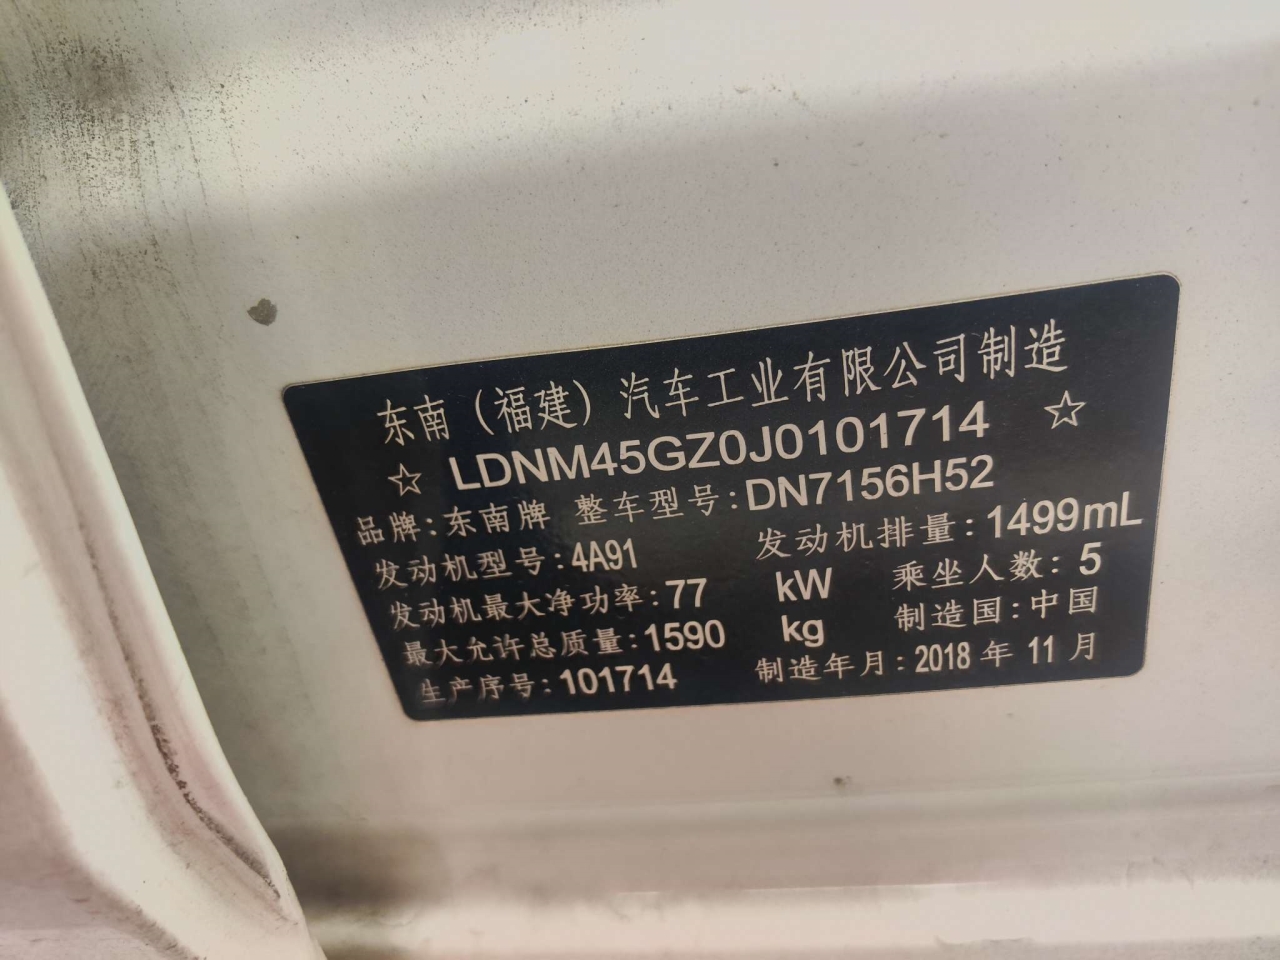 东南（福建）汽车工业有限公司制造
☆ LDNM45GZ0J0101714 ☆
品牌：东南牌 整车型号：DN7156H52
发动机型号：4A91 发动机排量：1499mL
发动机最大净功率：77 kW 乘坐人数：5
最大允许总质量：1590 kg 制造国：中国
生产序号：101714 制造年月：2018 年 11 月